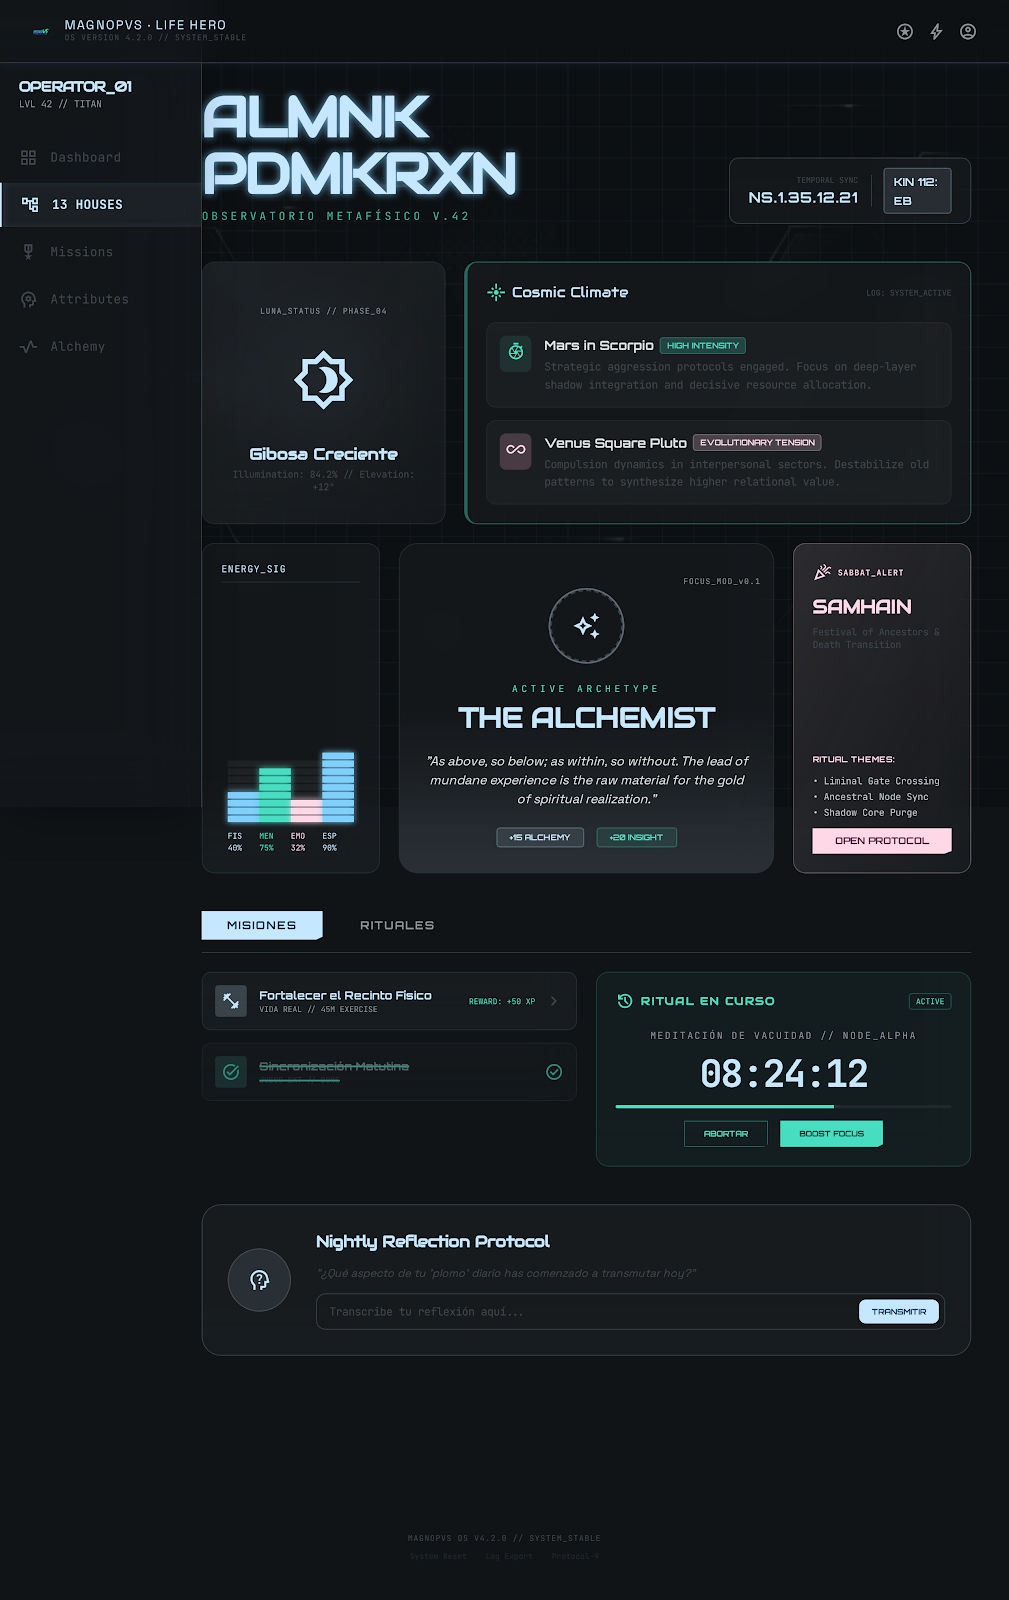 MAGNOPVS · LIFE HERO
OS VERSION 4.2.0 // SYSTEM_STABLE
OPERATOR_01
LVL 42 // TITAN
Dashboard
13 HOUSES
Missions
Attributes
Alchemy
ALMNK
PDMKRXN
OBSERVATORIO METAFÍSICO V.42
TEMPORAL SYNC
NS.1.35.12.21
KIN 112:
EB
LUNA_STATUS // PHASE_04
Gibosa Creciente
Illumination: 84.2% // Elevation:
+12°
Cosmic Climate
LOG: SYSTEM_ACTIVE
Mars in Scorpio
HIGH INTENSITY
Strategic aggression protocols engaged. Focus on deep-layer
shadow integration and decisive resource allocation.
Venus Square Pluto
EVOLUTIONARY TENSION
Compulsion dynamics in interpersonal sectors. Destabilize old
patterns to synthesize higher relational value.
ENERGY_SIG
FIS MEN EMO ESP
40% 75% 32% 90%
FOCUS_MOD_v0.1
ACTIVE ARCHETYPE
THE ALCHEMIST
"As above, so below; as within, so without. The lead of
mundane experience is the raw material for the gold
of spiritual realization."
+15 ALCHEMY
+20 INSIGHT
SABBAT_ALERT
SAMHAIN
Festival of Ancestors &
Death Transition
RITUAL THEMES:
• Liminal Gate Crossing
• Ancestral Node Sync
• Shadow Core Purge
OPEN PROTOCOL
MISIONES
RITUALES
Fortalecer el Recinto Físico
VIDA REAL // 45M EXERCISE
REWARD: +50 XP
Sincronización Matutina
RITUAL EN CURSO
ACTIVE
MEDITACIÓN DE VACUIDAD // NODE_ALPHA
08:24:12
ABORTAR
BOOST FOCUS
Nightly Reflection Protocol
"¿Qué aspecto de tu 'plomo' diario has comenzado a transmutar hoy?"
Transcribe tu reflexión aquí...
TRANSMITIR
MAGNOPVS OS V4.2.0 // SYSTEM_STABLE
System Reset Log Export Protocol-9